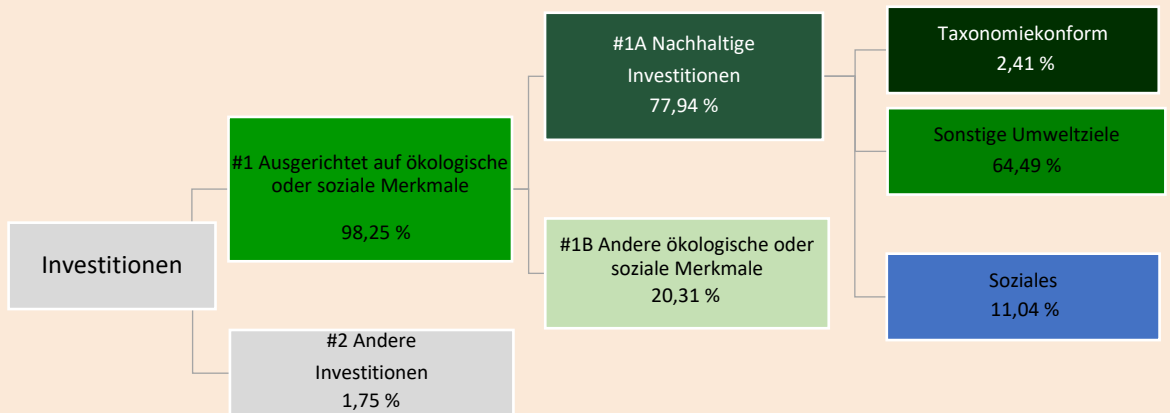 Investitionen
#1 Ausgerichtet auf ökologische
oder soziale Merkmale
98,25 %
#2 Andere
Investitionen
1,75 %
#1A Nachhaltige
Investitionen
77,94 %
#1B Andere ökologische oder
soziale Merkmale
20,31 %
Taxonomiekonform
2,41 %
Sonstige Umweltziele
64,49 %
Soziales
11,04 %